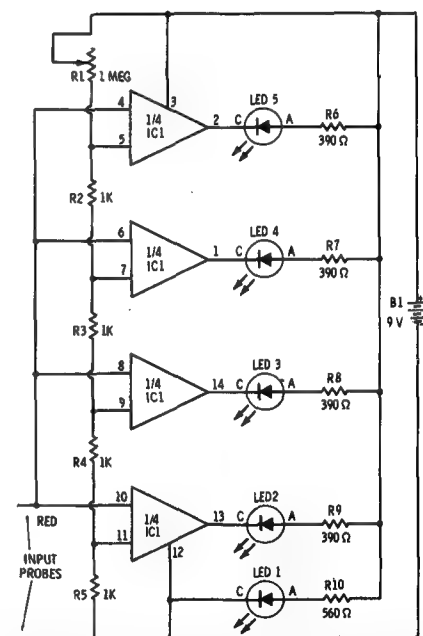 R1 1 MEG
3
4
5
1/4
IC1
2 C A
LED 5
R6
390 Ω
R2 1K
6
7
1/4
IC1
1 C A
LED 4
R7
390 Ω
B1
9 V
R3 1K
8
9
1/4
IC1
14 C A
LED 3
R8
390 Ω
R4 1K
RED
10
11
1/4
IC1
12
13 C A
LED2
R9
390 Ω
INPUT
PROBES
R5 1K
C A
LED 1
R10
560 Ω